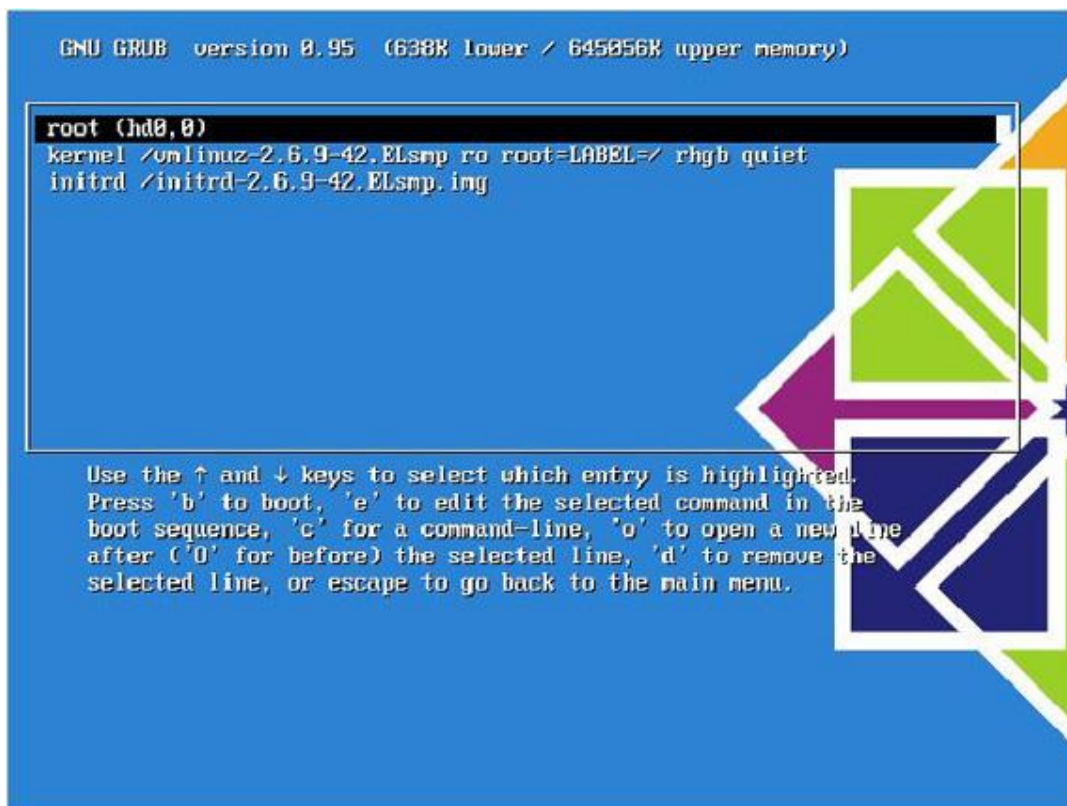 GNU GRUB version 0.95 (638K lower / 645056K upper memory)
root (hd0,0)
kernel /vmlinuz-2.6.9-42.ELsmp ro root=LABEL=/ rhgb quiet
initrd /initrd-2.6.9-42.ELsmp.img
Use the ↑ and ↓ keys to select which entry is highlighted.
Press 'b' to boot, 'e' to edit the selected command in the
boot sequence, 'c' for a command-line, 'o' to open a new line
after ('O' for before) the selected line, 'd' to remove the
selected line, or escape to go back to the main menu.